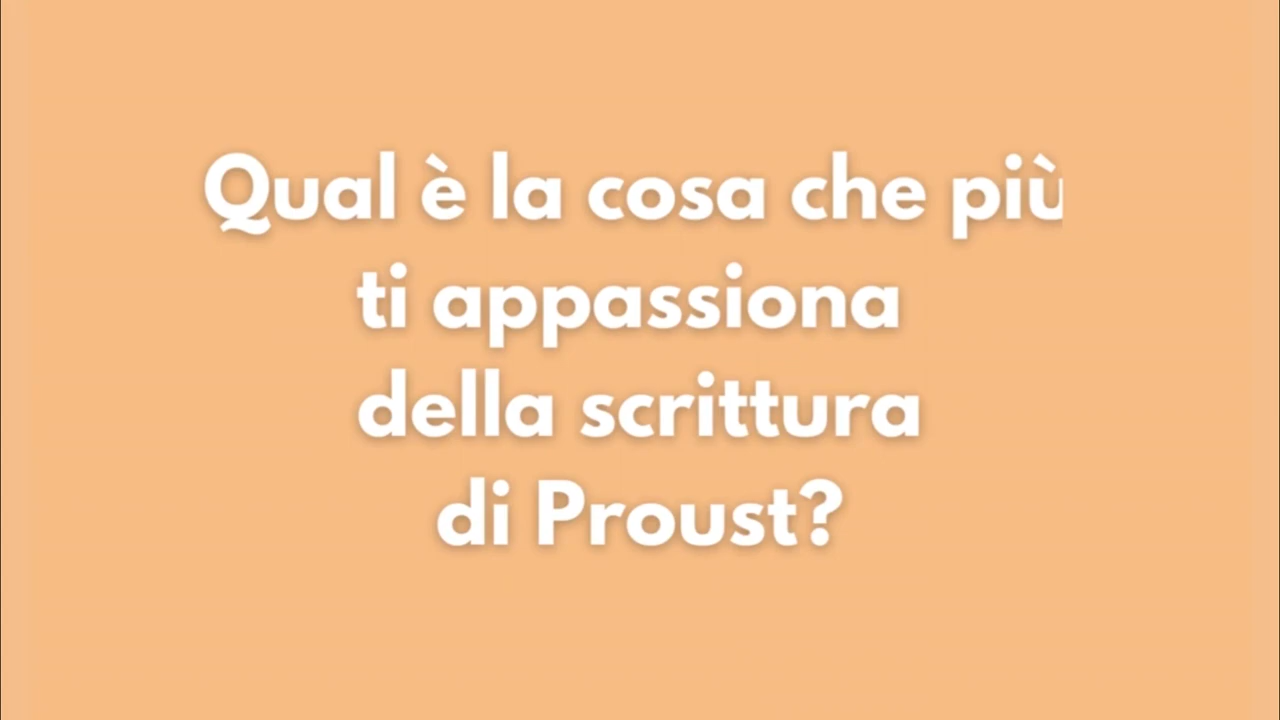 Qual è la cosa che più
ti appassiona
della scrittura
di Proust?